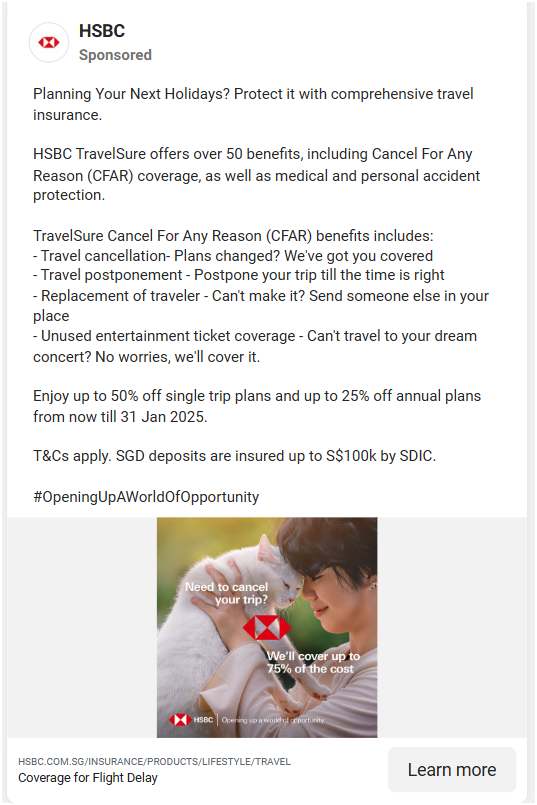 HSBC
Sponsored
Planning Your Next Holidays? Protect it with comprehensive travel
insurance.
HSBC TravelSure offers over 50 benefits, including Cancel For Any
Reason (CFAR) coverage, as well as medical and personal accident
protection.
TravelSure Cancel For Any Reason (CFAR) benefits includes:
- Travel cancellation- Plans changed? We've got you covered
- Travel postponement - Postpone your trip till the time is right
- Replacement of traveler - Can't make it? Send someone else in your
place
- Unused entertainment ticket coverage - Can't travel to your dream
concert? No worries, we'll cover it.
Enjoy up to 50% off single trip plans and up to 25% off annual plans
from now till 31 Jan 2025.
T&Cs apply. SGD deposits are insured up to S$100k by SDIC.
#OpeningUpAWorldOfOpportunity
Need to cancel
your trip?
We'll cover up to
75% of the cost
HSBC | Opening up a world of opportunity
HSBC.COM.SG/INSURANCE/PRODUCTS/LIFESTYLE/TRAVEL
Coverage for Flight Delay
Learn more